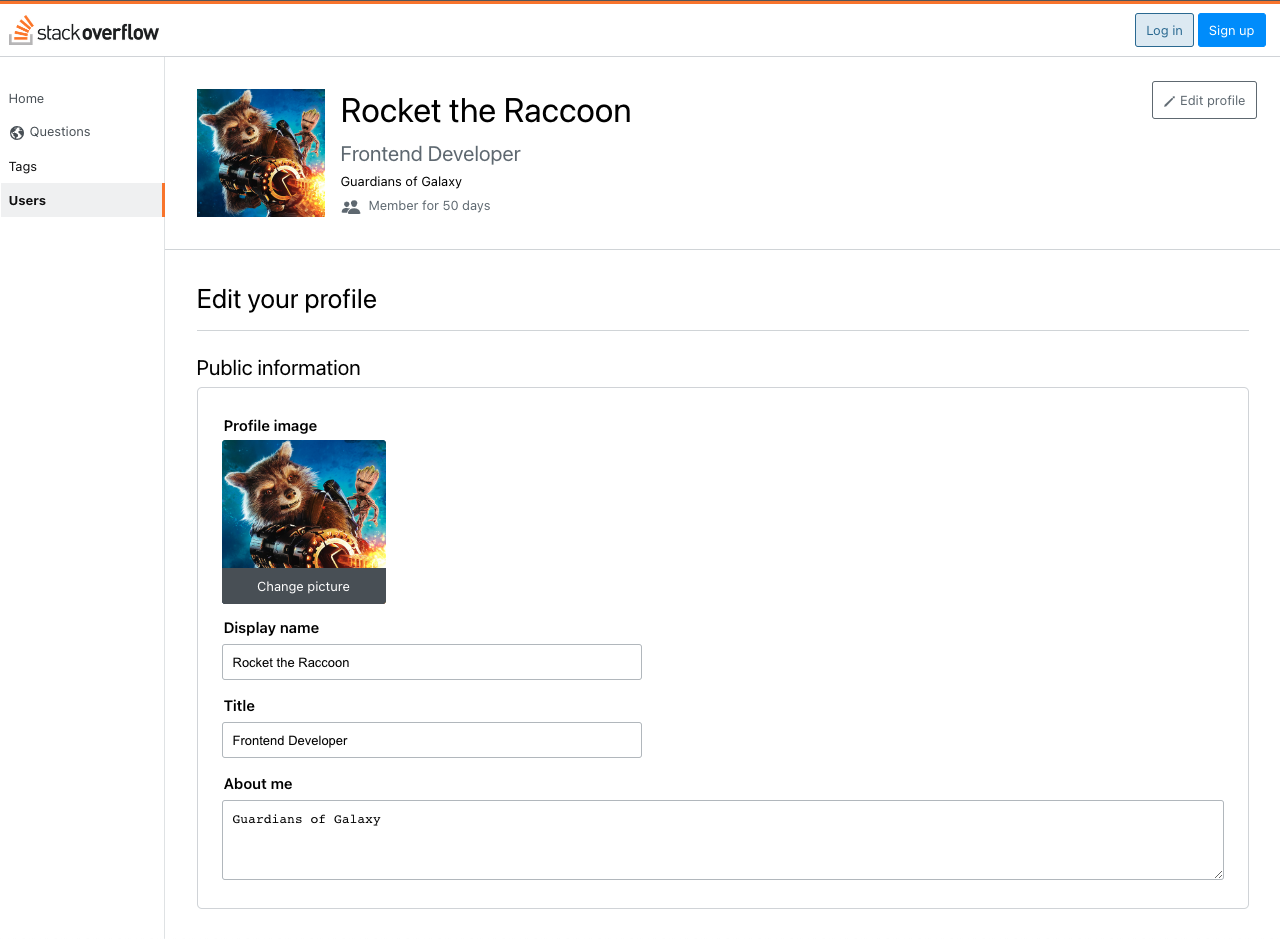 stackoverflow
Log in
Sign up
Home
Questions
Tags
Users
Rocket the Raccoon
Frontend Developer
Guardians of Galaxy
Member for 50 days
Edit profile
Edit your profile
Public information
Profile image
Change picture
Display name
Rocket the Raccoon
Title
Frontend Developer
About me
Guardians of Galaxy